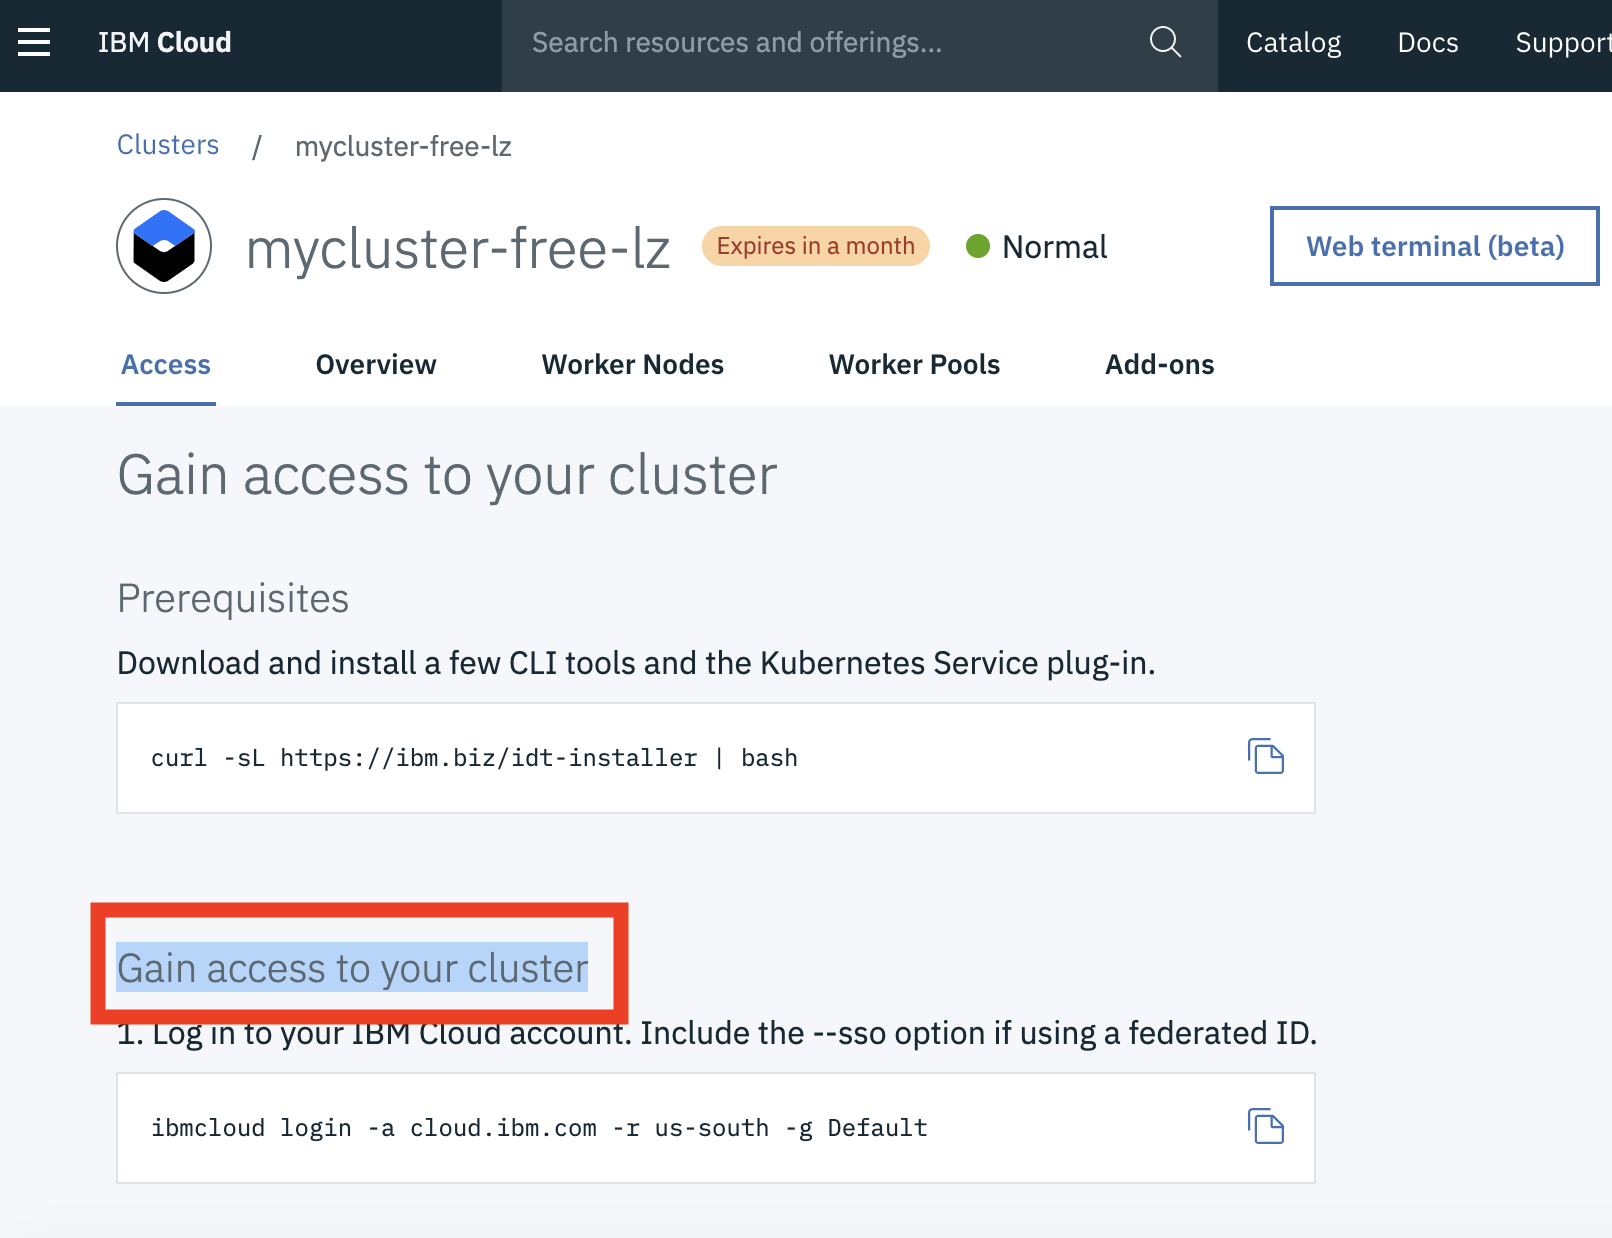 IBM Cloud Search resources and offerings... Catalog Docs Support
Clusters / mycluster-free-lz
mycluster-free-lz Expires in a month Normal Web terminal (beta)
Access Overview Worker Nodes Worker Pools Add-ons
Gain access to your cluster
Prerequisites
Download and install a few CLI tools and the Kubernetes Service plug-in.
curl -sL https://ibm.biz/idt-installer | bash
Gain access to your cluster
1. Log in to your IBM Cloud account. Include the --sso option if using a federated ID.
ibmcloud login -a cloud.ibm.com -r us-south -g Default